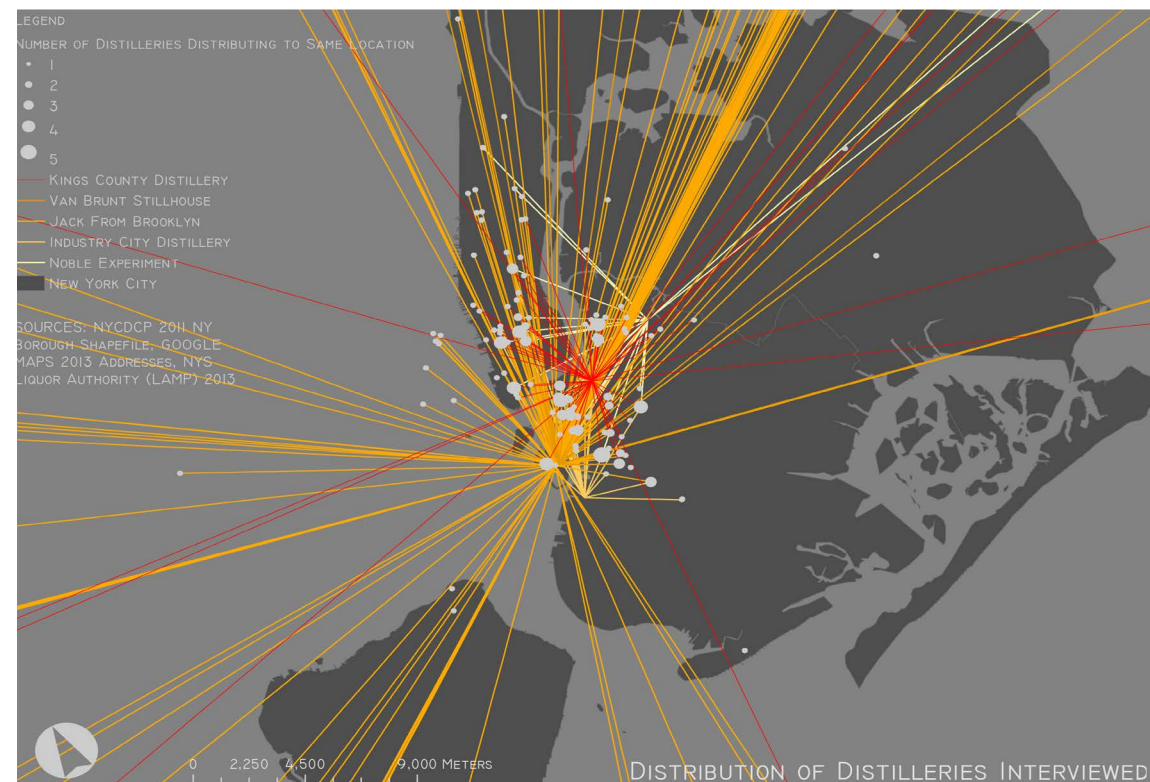 LEGEND
NUMBER OF DISTILLERIES DISTRIBUTING TO SAME LOCATION
1
2
3
4
5
KINGS COUNTY DISTILLERY
VAN BRUNT STILLHOUSE
JACK FROM BROOKLYN
INDUSTRY CITY DISTILLERY
NOBLE EXPERIMENT
NEW YORK CITY
SOURCES: NYCDCP 2011 NY
BOROUGH SHAPEFILE, GOOGLE
MAPS 2013 ADDRESSES, NYS
LIQUOR AUTHORITY (LAMP) 2013
0 2,250 4,500 9,000 METERS
DISTRIBUTION OF DISTILLERIES INTERVIEWED